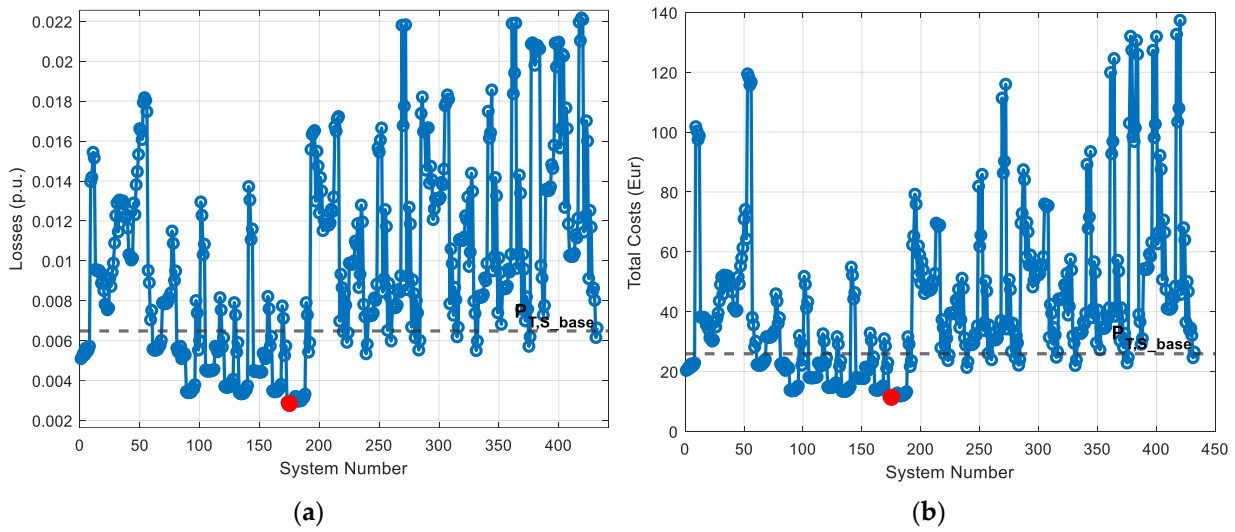 0.022
0.02
0.018
0.016
0.014
0.012
0.01
0.008
0.006
0.004
0.002
Losses (p.u.)
0 50 100 150 200 250 300 350 400
System Number
P_T,S_base
(a)
140
120
100
80
60
40
20
0
Total Costs (Eur)
0 50 100 150 200 250 300 350 400 450
System Number
P_T,S_base
(b)